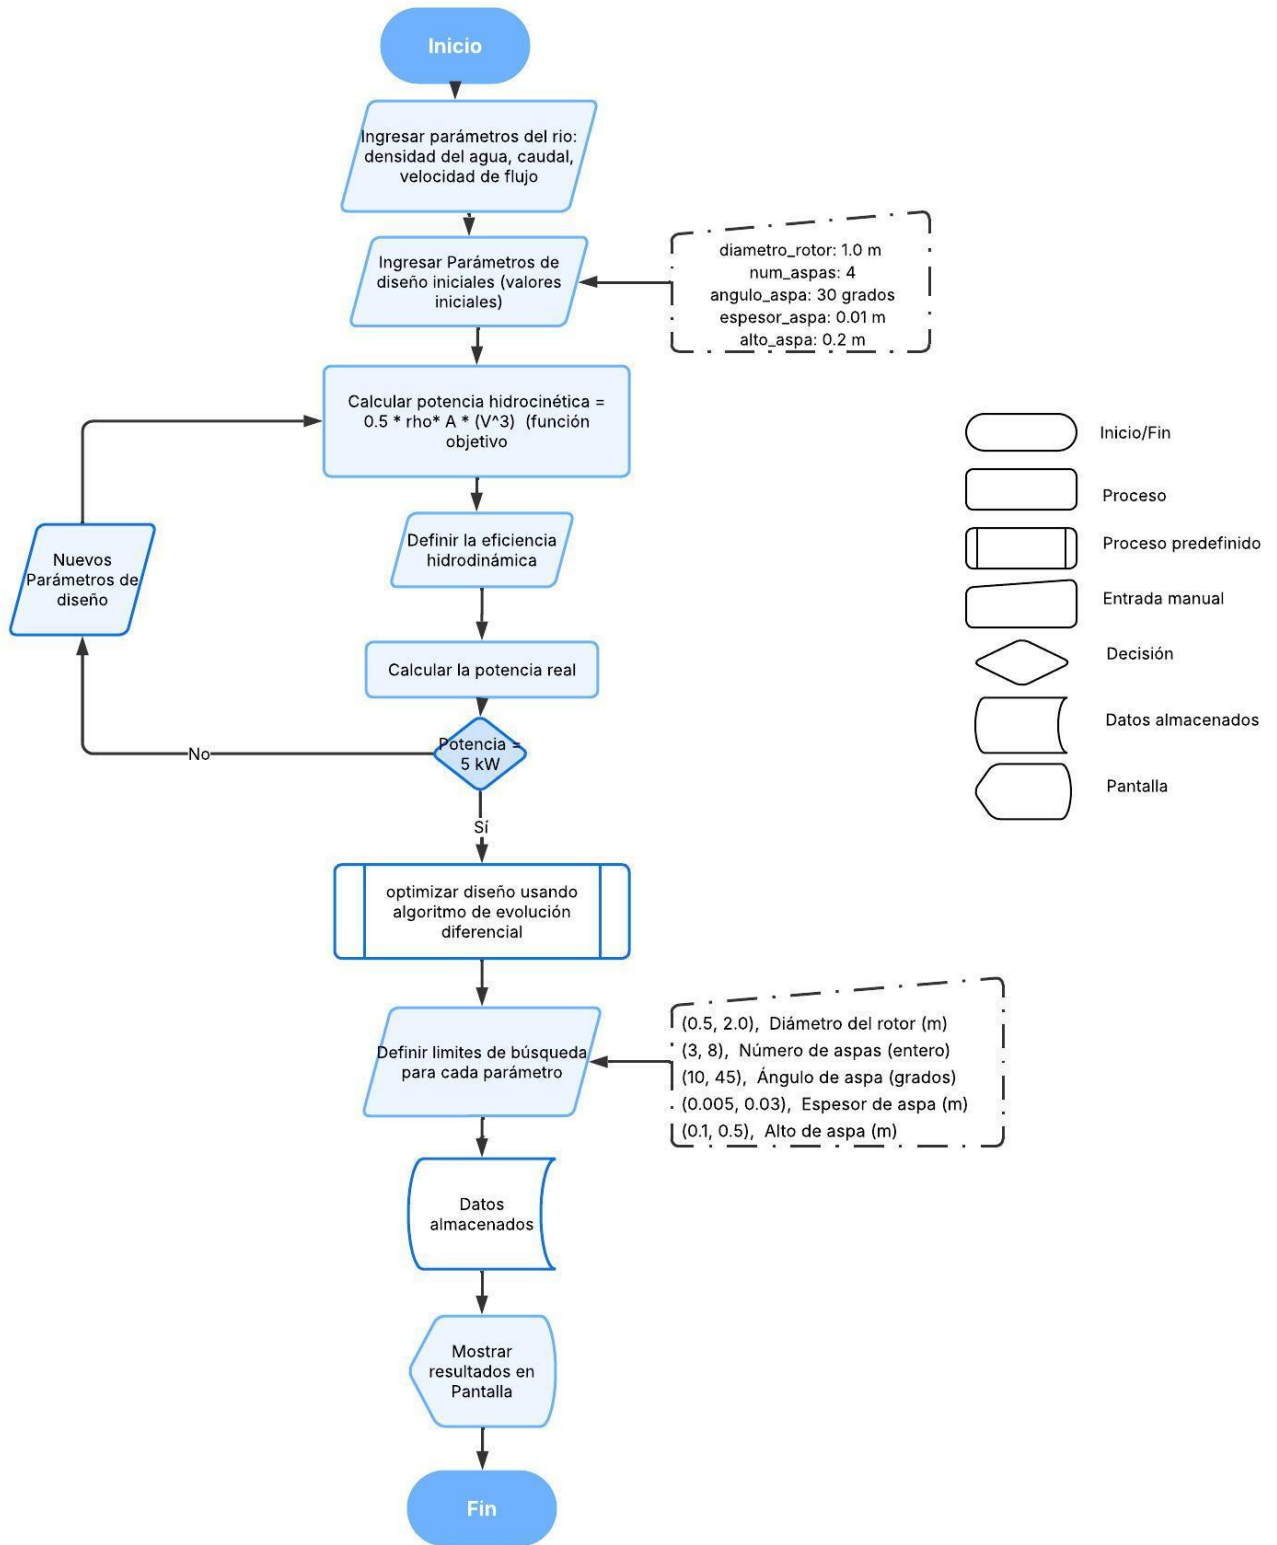 Inicio
Ingresar parámetros del rio:
densidad del agua, caudal,
velocidad de flujo
Ingresar Parámetros de
diseño iniciales (valores
iniciales)
diametro_rotor: 1.0 m
num_aspas: 4
angulo_aspa: 30 grados
espesor_aspa: 0.01 m
alto_aspa: 0.2 m
Calcular potencia hidrocinética =
0.5 * rho* A * (V^3)  (función
objetivo
Definir la eficiencia
hidrodinámica
Nuevos
Parámetros de
diseño
Calcular la potencia real
Potencia =
5 kW
No
Sí
optimizar diseño usando
algoritmo de evolución
diferencial
Definir limites de búsqueda
para cada parámetro
(0.5, 2.0),  Diámetro del rotor (m)
(3, 8),  Número de aspas (entero)
(10, 45),  Ángulo de aspa (grados)
(0.005, 0.03),  Espesor de aspa (m)
(0.1, 0.5),  Alto de aspa (m)
Datos
almacenados
Mostrar
resultados en
Pantalla
Fin
Inicio/Fin
Proceso
Proceso predefinido
Entrada manual
Decisión
Datos almacenados
Pantalla